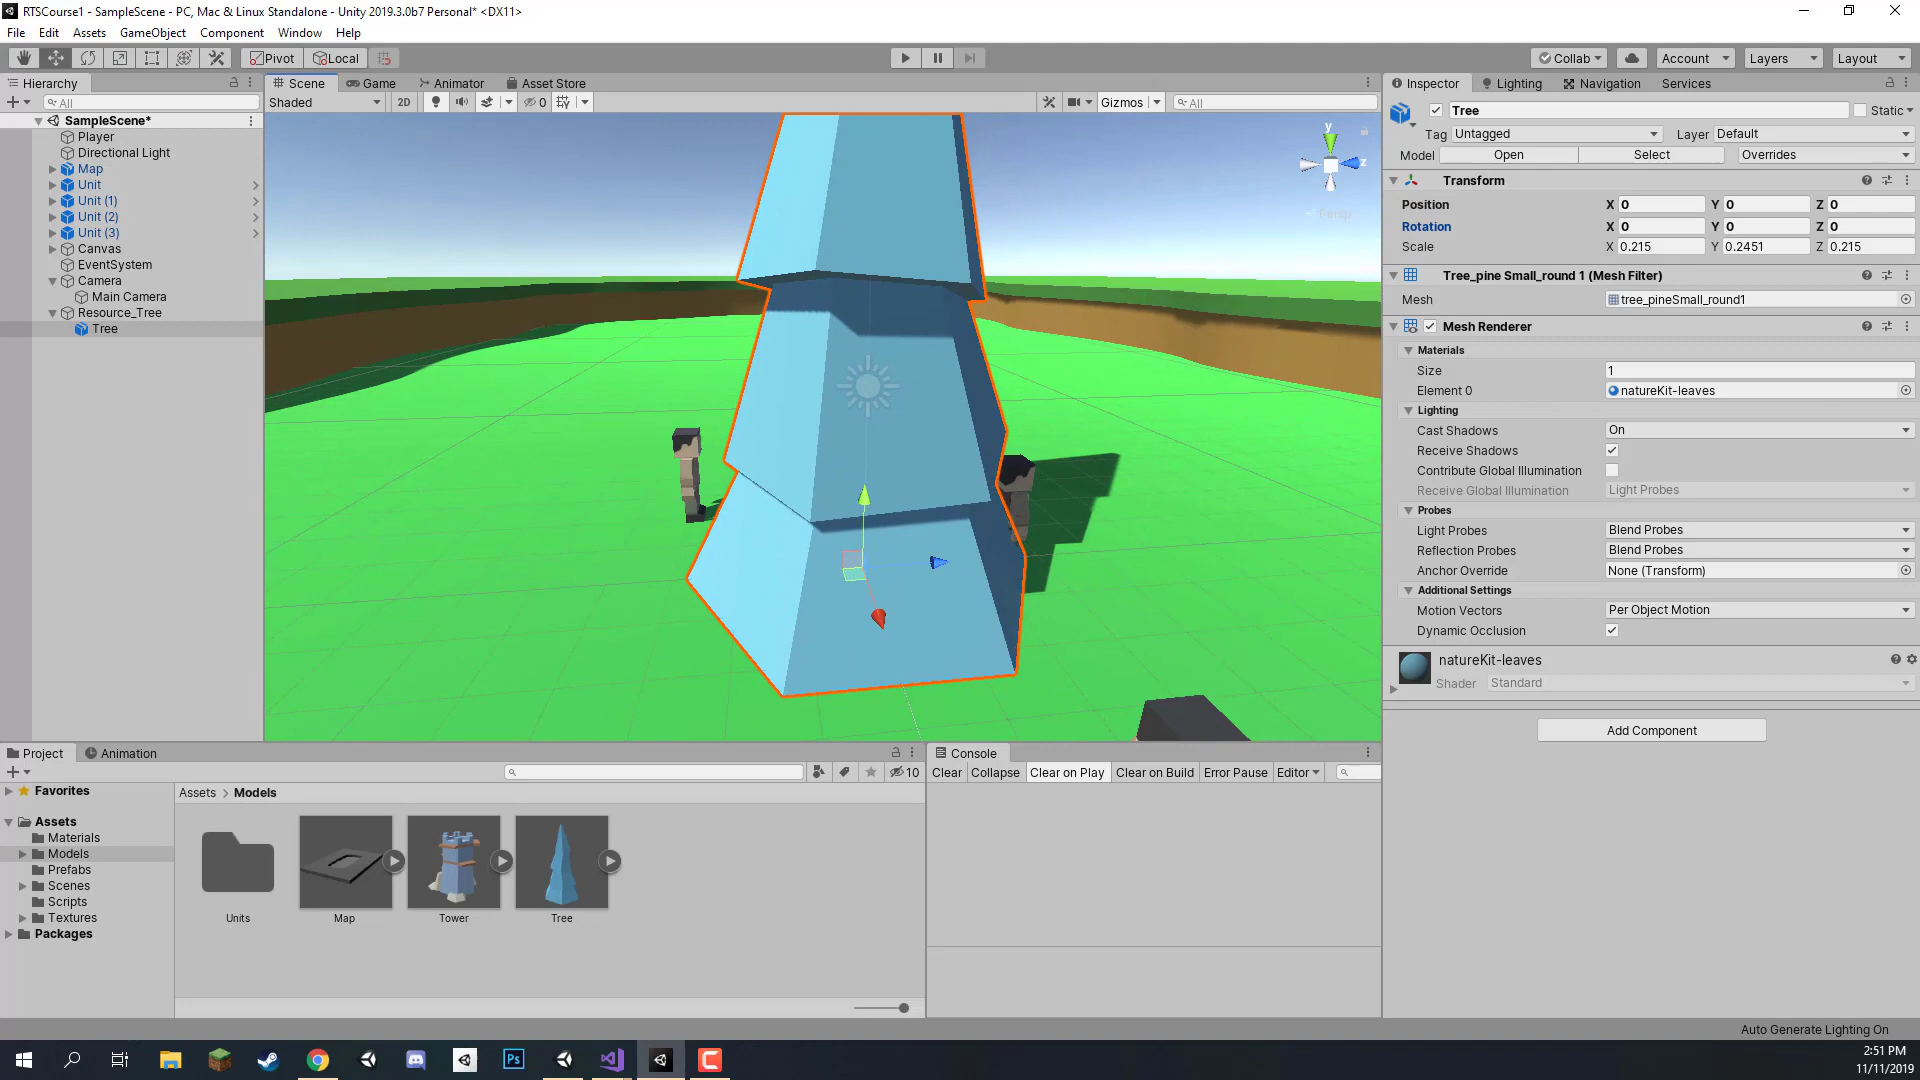 RTSCourse1 - SampleScene - PC, Mac & Linux Standalone - Unity 2019.3.0b7 Personal* <DX11>
File Edit Assets GameObject Component Window Help
Pivot Local Collab Account Layers Layout
Hierarchy Scene Game Animator Asset Store Inspector Lighting Navigation Services
All Shaded 2D 0 Gizmos All
SampleScene*
Player
Directional Light
Map
Unit
Unit (1)
Unit (2)
Unit (3)
Canvas
EventSystem
Camera
Main Camera
Resource_Tree
Tree
y
z
Persp
Tree Static
Tag Untagged Layer Default
Model Open Select Overrides
Transform
Position X 0 Y 0 Z 0
Rotation X 0 Y 0 Z 0
Scale X 0.215 Y 0.2451 Z 0.215
Tree_pine Small_round 1 (Mesh Filter)
Mesh tree_pineSmall_round1
Mesh Renderer
Materials
Size 1
Element 0 natureKit-leaves
Lighting
Cast Shadows On
Receive Shadows
Contribute Global Illumination
Receive Global Illumination Light Probes
Probes
Light Probes Blend Probes
Reflection Probes Blend Probes
Anchor Override None (Transform)
Additional Settings
Motion Vectors Per Object Motion
Dynamic Occlusion
natureKit-leaves
Shader Standard
Add Component
Project Animation
10
Favorites
Assets
Materials
Models
Prefabs
Scenes
Scripts
Textures
Packages
Assets > Models
Units Map Tower Tree
Console
Clear Collapse Clear on Play Clear on Build Error Pause Editor
Auto Generate Lighting On
Ps
2:51 PM
11/11/2019